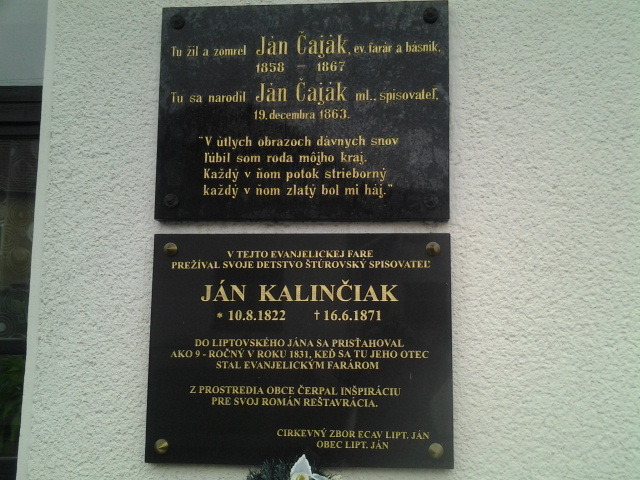 Tu žil a zomrel Ján Čaják, ev. farár a básnik,
1858 – 1867
Tu sa narodil Ján Čaják ml., spisovateľ,
19. decembra 1863.
"V útlych obrazoch dávnych snov
ľúbil som roda môjho kraj.
Každý v ňom potok strieborný
každý v ňom zlatý bol mi háj."
V TEJTO EVANJELICKEJ FARE
PREŽÍVAL SVOJE DETSTVO ŠTÚROVSKÝ SPISOVATEĽ
JÁN KALINČIAK
* 10.8.1822 † 16.6.1871
DO LIPTOVSKÉHO JÁNA SA PRISŤAHOVAL
AKO 9 - ROČNÝ V ROKU 1831, KEĎ SA TU JEHO OTEC
STAL EVANJELICKÝM FARÁROM
Z PROSTREDIA OBCE ČERPAL INŠPIRÁCIU
PRE SVOJ ROMÁN REŠTAVRÁCIA.
CIRKEVNÝ ZBOR ECAV LIPT. JÁN
OBEC LIPT. JÁN